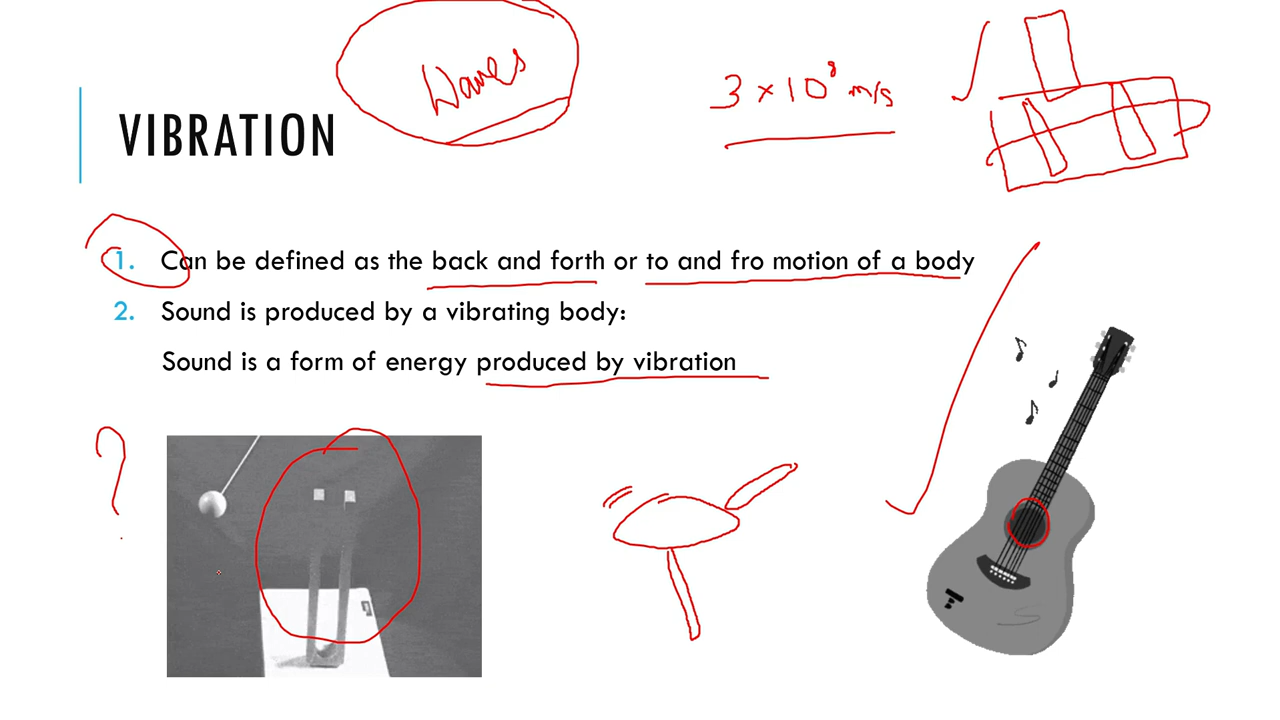 Waves
3 × 10⁸ m/s
VIBRATION
1. Can be defined as the back and forth or to and fro motion of a body
2. Sound is produced by a vibrating body:
Sound is a form of energy produced by vibration
?